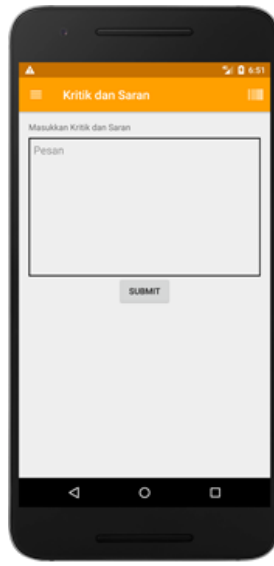 6:51
Kritik dan Saran
Masukkan Kritik dan Saran
Pesan
SUBMIT